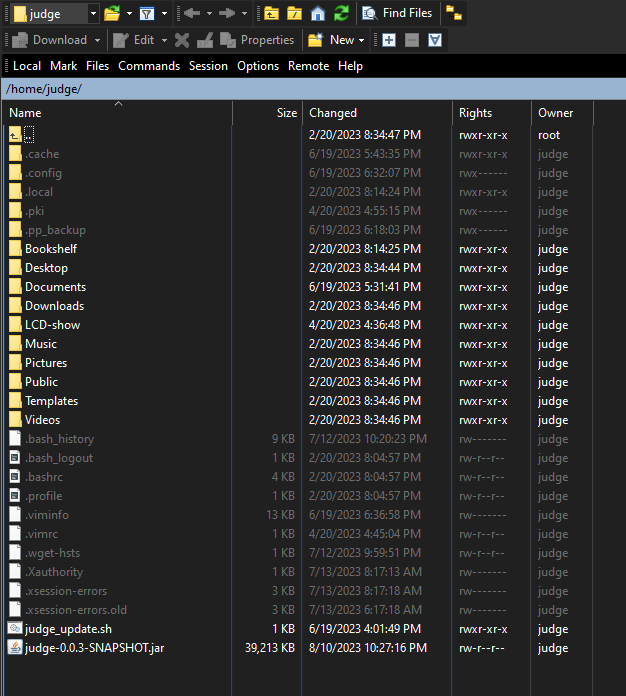 judge Find Files
Download Edit Properties New
Local Mark Files Commands Session Options Remote Help
/home/judge/
Name Size Changed Rights Owner
.. 2/20/2023 8:34:47 PM rwxr-xr-x root
.cache 6/19/2023 5:43:35 PM rwxr-xr-x judge
.config 6/19/2023 6:32:07 PM rwx------ judge
.local 2/20/2023 8:14:24 PM rwxr-xr-x judge
.pki 4/20/2023 4:55:15 PM rwx------ judge
.pp_backup 6/19/2023 6:18:03 PM rwx------ judge
Bookshelf 2/20/2023 8:14:25 PM rwxr-xr-x judge
Desktop 2/20/2023 8:34:44 PM rwxr-xr-x judge
Documents 6/19/2023 5:31:41 PM rwxr-xr-x judge
Downloads 2/20/2023 8:34:46 PM rwxr-xr-x judge
LCD-show 4/20/2023 4:36:48 PM rwxr-xr-x judge
Music 2/20/2023 8:34:46 PM rwxr-xr-x judge
Pictures 2/20/2023 8:34:46 PM rwxr-xr-x judge
Public 2/20/2023 8:34:46 PM rwxr-xr-x judge
Templates 2/20/2023 8:34:46 PM rwxr-xr-x judge
Videos 2/20/2023 8:34:46 PM rwxr-xr-x judge
.bash_history 9 KB 7/12/2023 10:20:23 PM rw------- judge
.bash_logout 1 KB 2/20/2023 8:04:57 PM rw-r--r-- judge
.bashrc 4 KB 2/20/2023 8:04:57 PM rw-r--r-- judge
.profile 1 KB 2/20/2023 8:04:57 PM rw-r--r-- judge
.viminfo 13 KB 6/19/2023 6:36:58 PM rw------- judge
.vimrc 1 KB 4/20/2023 4:45:04 PM rw-r--r-- judge
.wget-hsts 1 KB 7/12/2023 9:59:51 PM rw-r--r-- judge
.Xauthority 1 KB 7/13/2023 8:17:13 AM rw------- judge
.xsession-errors 3 KB 7/13/2023 8:17:18 AM rw------- judge
.xsession-errors.old 3 KB 7/13/2023 6:17:18 AM rw------- judge
judge_update.sh 1 KB 6/19/2023 4:01:49 PM rwxr-xr-x judge
judge-0.0.3-SNAPSHOT.jar 39,213 KB 8/10/2023 10:27:16 PM rw-r--r-- judge